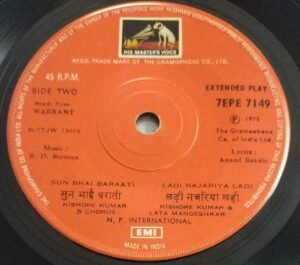 HIS MASTER'S VOICE
REGD. TRADE MARK OF THE GRAMOPHONE CO. LTD.
45 R.P.M.
SIDE TWO
EXTENDED PLAY
7EPE 7149
Hindi Film
WARRANT
Ⓟ 1975
The Gramophone
Co. of India Ltd.
Music :
R. D. Burman
Lyrics :
Anand Bakshi
SUN BHAI BARAATI
सुन भाई बराती
KISHORE KUMAR
& CHORUS
LADI NAJARIYA LADI
लडी नजरिया लडी
KISHORE KUMAR &
LATA MANGESHKAR
N. P. INTERNATIONAL
EMI
MADE IN INDIA